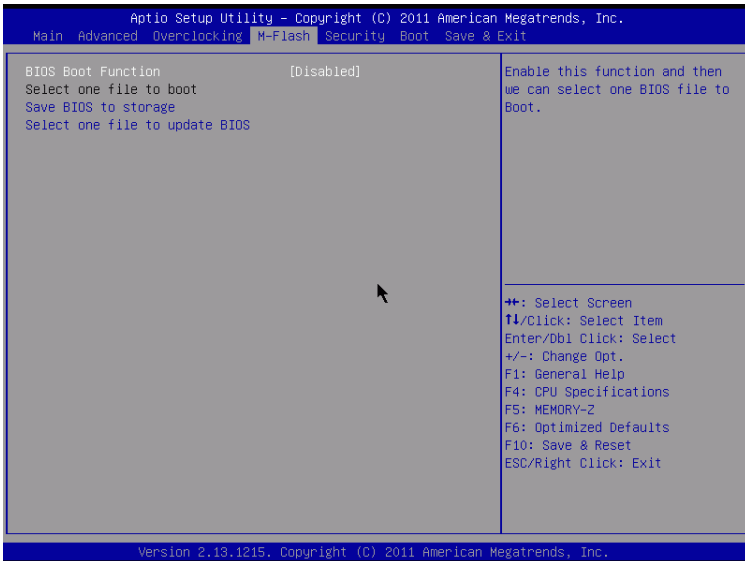 Aptio Setup Utility – Copyright (C) 2011 American Megatrends, Inc.
Main Advanced Overclocking M-Flash Security Boot Save & Exit
BIOS Boot Function [Disabled]
Select one file to boot
Save BIOS to storage
Select one file to update BIOS
Enable this function and then
we can select one BIOS file to
Boot.
→←: Select Screen
↑↓/Click: Select Item
Enter/Dbl Click: Select
+/-: Change Opt.
F1: General Help
F4: CPU Specifications
F5: MEMORY-Z
F6: Optimized Defaults
F10: Save & Reset
ESC/Right Click: Exit
Version 2.13.1215. Copyright (C) 2011 American Megatrends, Inc.